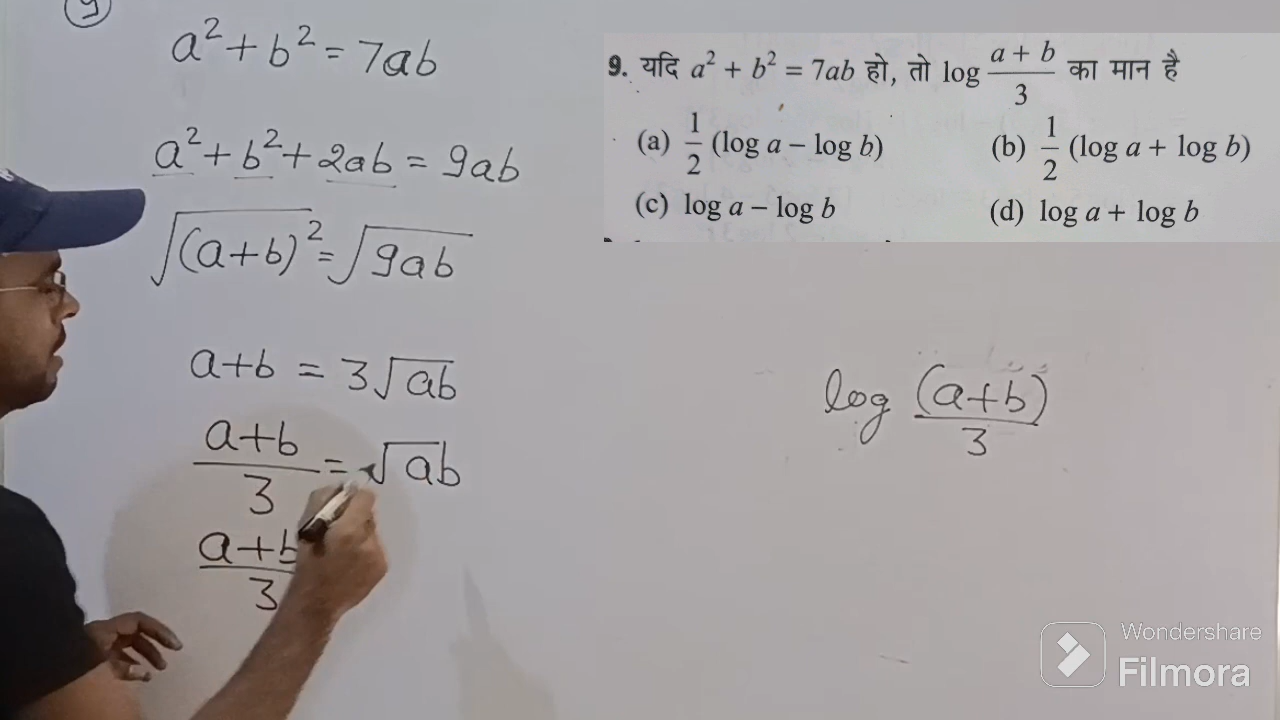 9
a² + b² = 7ab
a² + b² + 2ab = 9ab
√(a+b)² = √9ab
a+b = 3√ab
a+b/3 = √ab
a+b/3
9. यदि a² + b² = 7ab हो, तो log a + b/3 का मान है
(a) 1/2 (log a – log b) (b) 1/2 (log a + log b)
(c) log a – log b (d) log a + log b
log (a+b)/3
Wondershare
Filmora